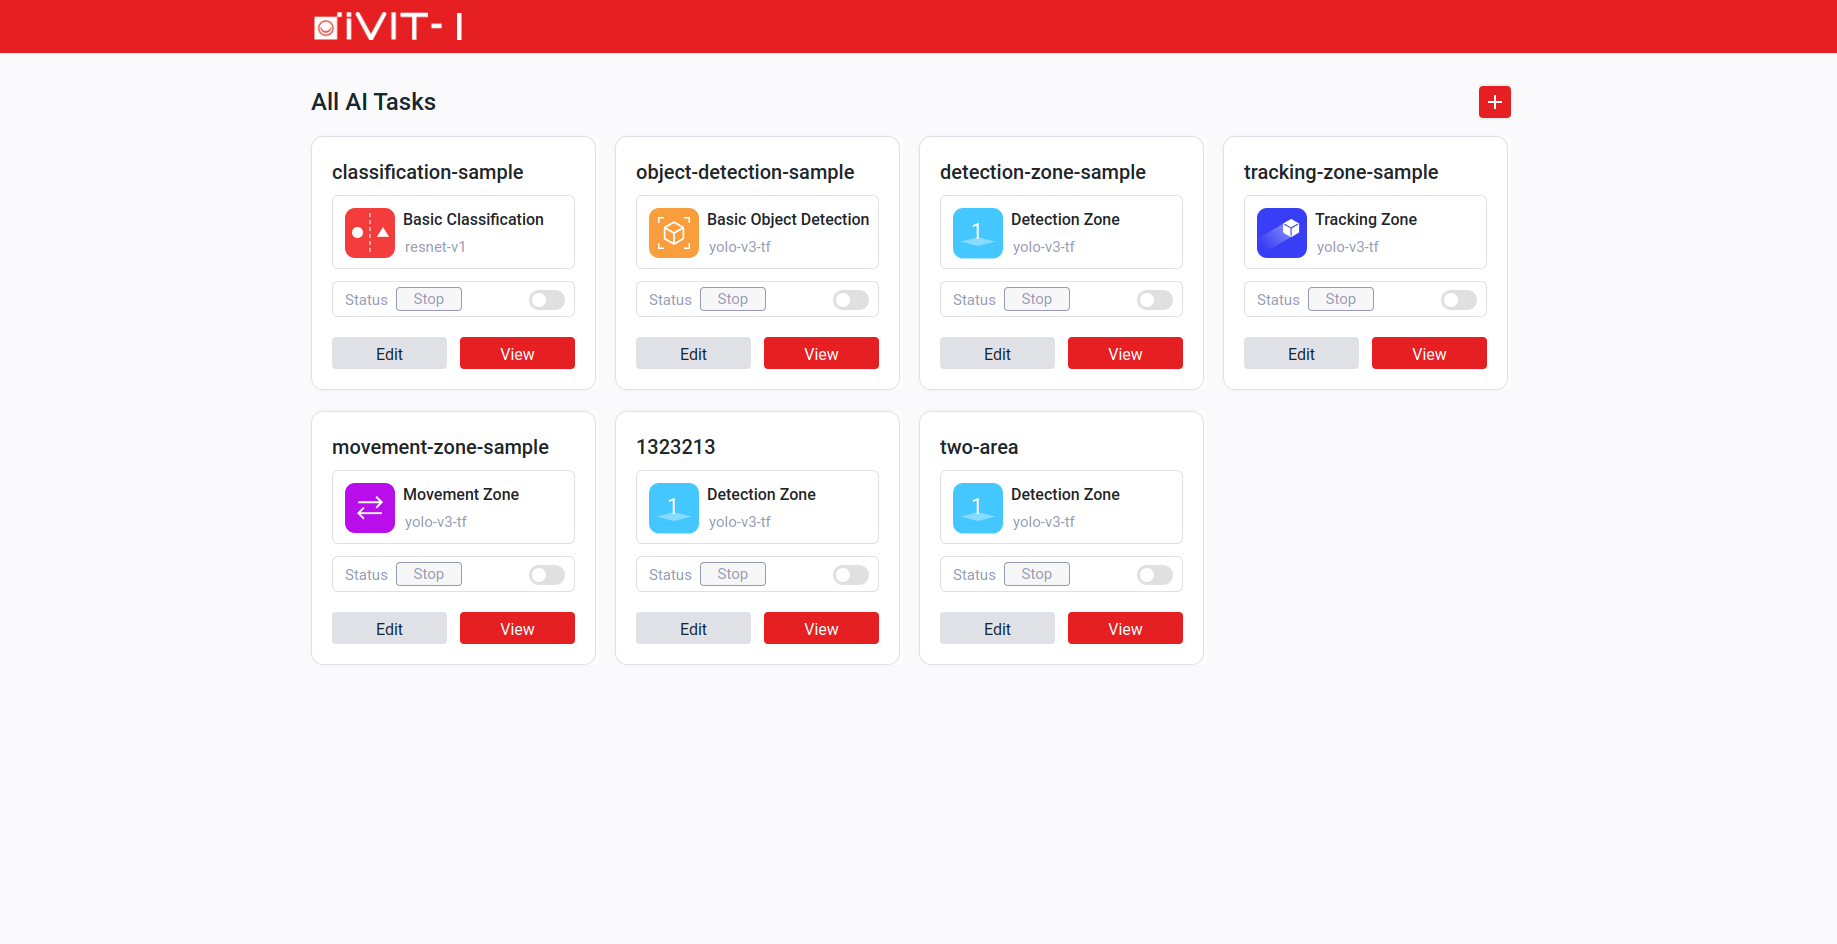 iVIT-I
All AI Tasks
+
classification-sample
Basic Classification
resnet-v1
Status Stop
Edit View
object-detection-sample
Basic Object Detection
yolo-v3-tf
Status Stop
Edit View
detection-zone-sample
1
Detection Zone
yolo-v3-tf
Status Stop
Edit View
tracking-zone-sample
Tracking Zone
yolo-v3-tf
Status Stop
Edit View
movement-zone-sample
Movement Zone
yolo-v3-tf
Status Stop
Edit View
1323213
1
Detection Zone
yolo-v3-tf
Status Stop
Edit View
two-area
1
Detection Zone
yolo-v3-tf
Status Stop
Edit View